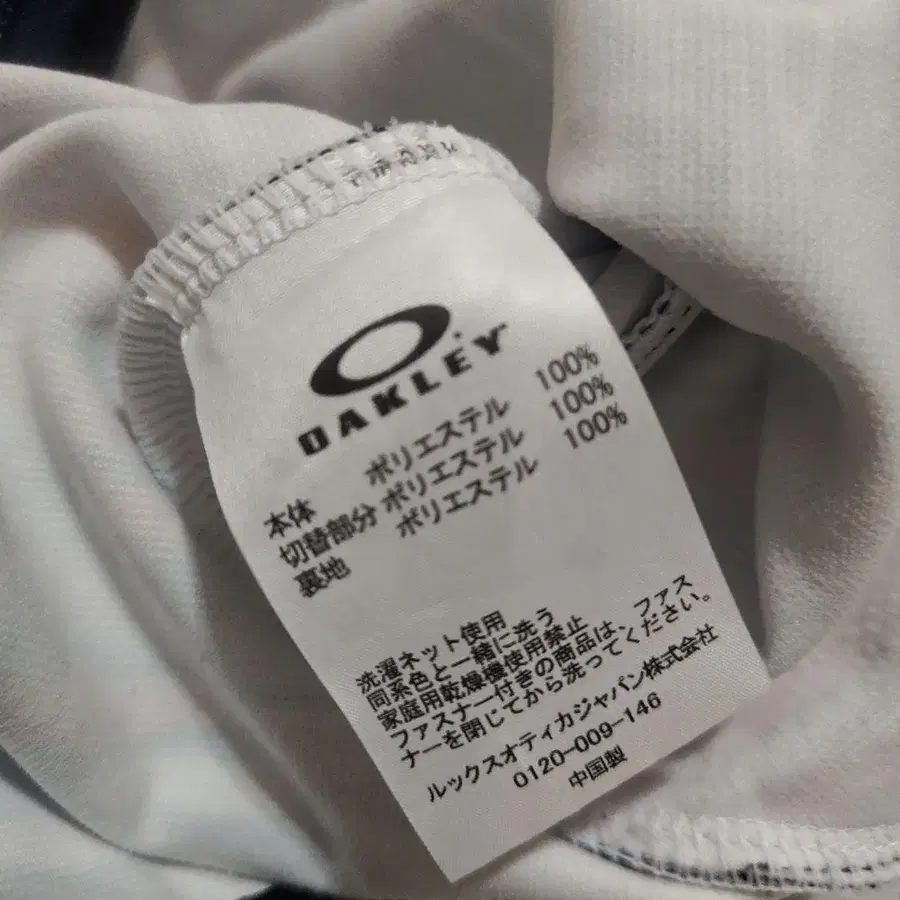 OAKLEY
本体 ポリエステル 100%
切替部分 ポリエステル 100%
裏地 ポリエステル 100%
洗濯ネット使用
同系色と一緒に洗う
家庭用乾燥機使用禁止
ファスナー付きの商品は、ファス
ナーを閉じてから洗ってください。
ルックスオティカジャパン株式会社
0120-009-146
中国製